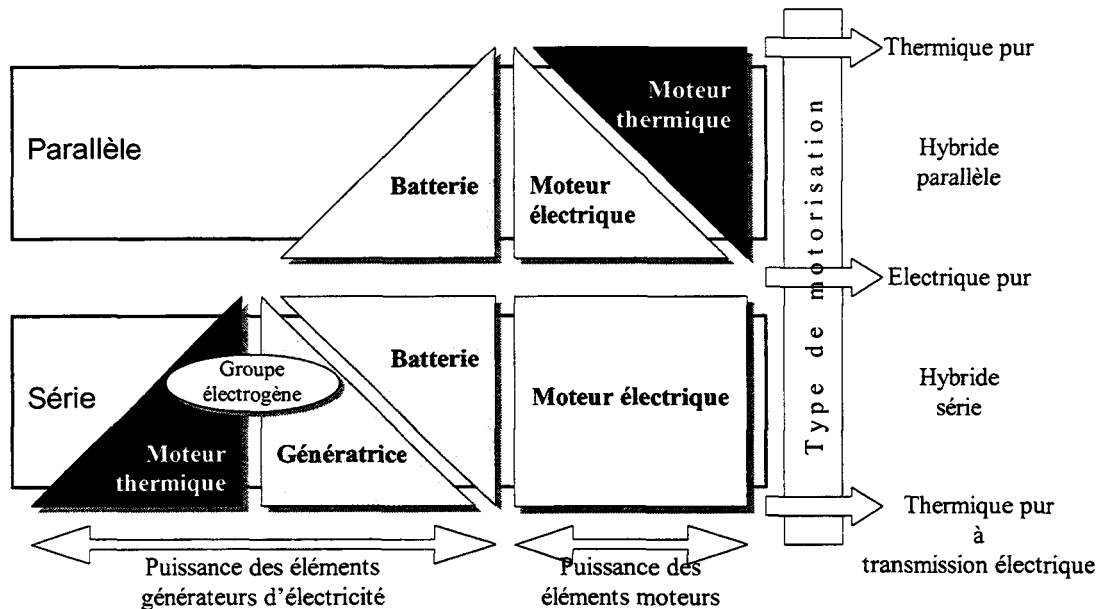 Thermique pur
Moteur
thermique
Parallèle
Batterie
Moteur
électrique
Hybride
parallèle
Type de motorisation
Electrique pur
Série
Groupe
électrogène
Batterie
Moteur électrique
Hybride
série
Moteur
thermique
Génératrice
Thermique pur
à
transmission électrique
Puissance des éléments
générateurs d'électricité
Puissance des
éléments moteurs